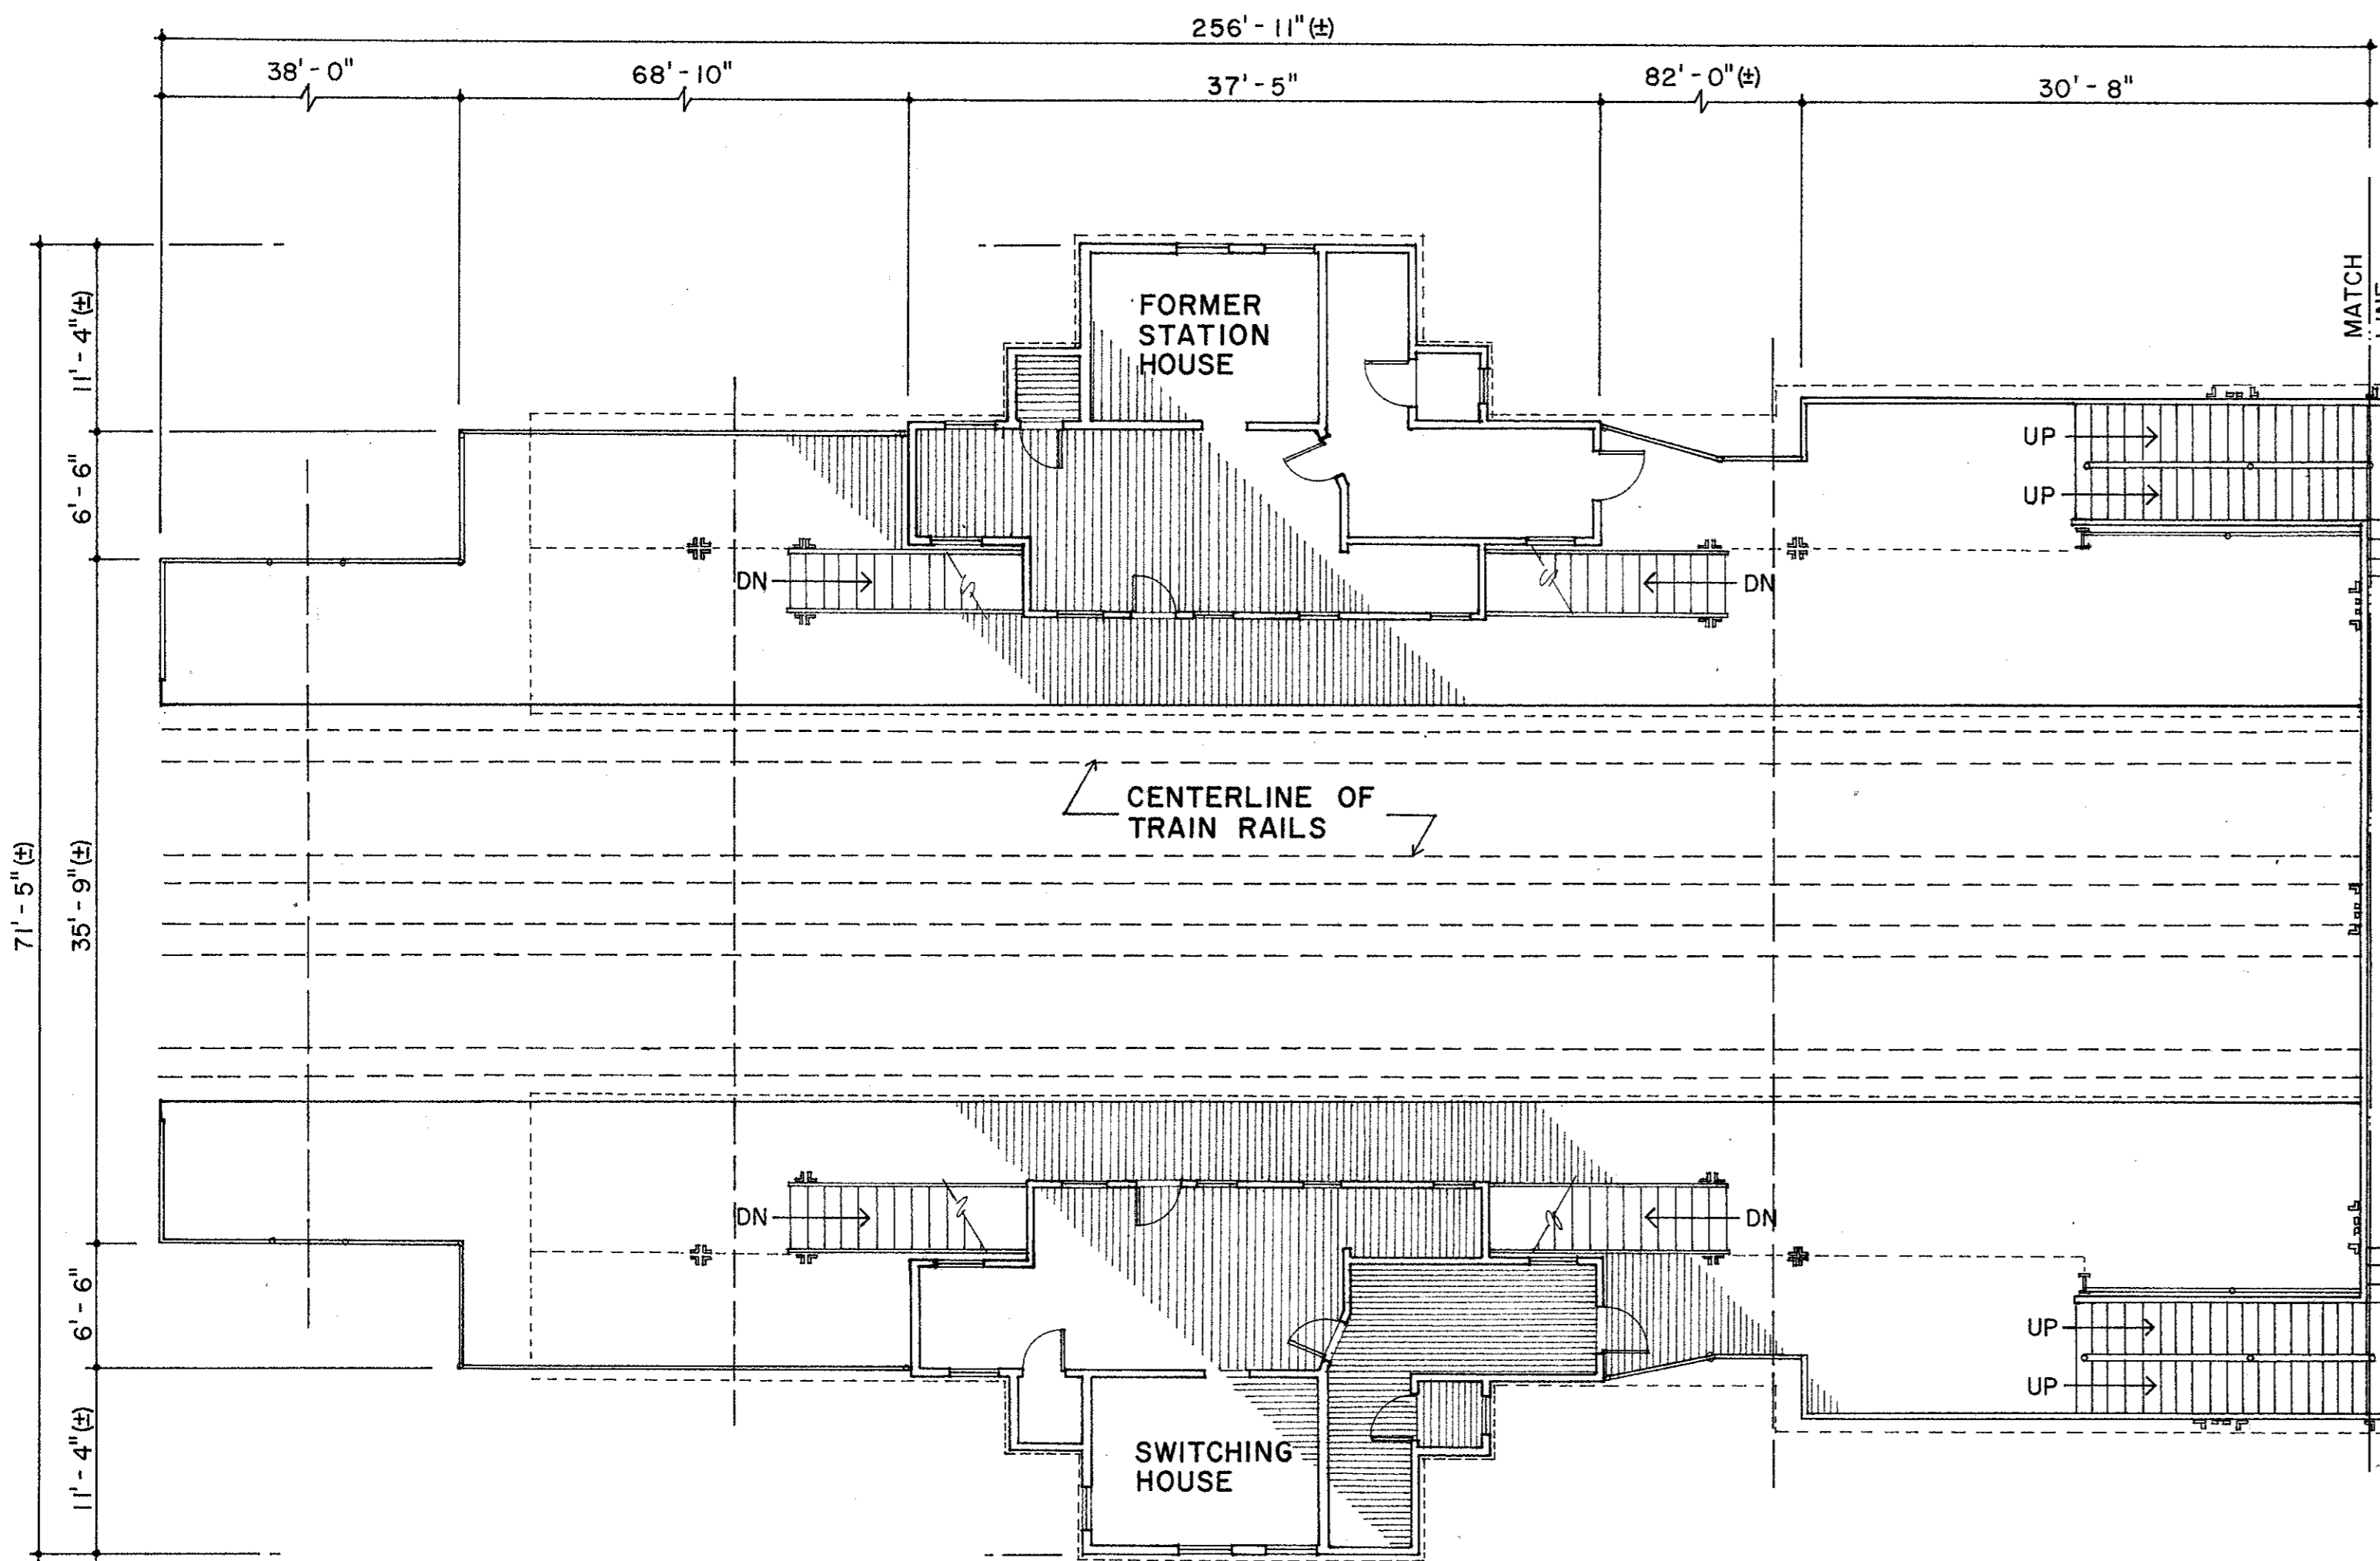 256'-11"(±)
38'-0"
68'-10"
37'-5"
82'-0"(±)
30'-8"
MATCH
11'-4"(±)
6'-6"
35'-9"(±)
71'-5"(±)
6'-6"
11'-4"(±)
FORMER
STATION
HOUSE
UP
UP
DN
DN
CENTERLINE OF
TRAIN RAILS
DN
DN
UP
UP
SWITCHING
HOUSE